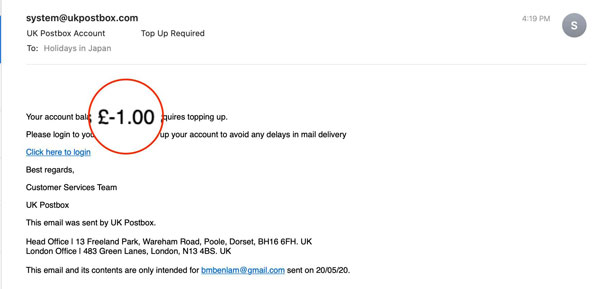 system@ukpostbox.com 4:19 PM
UK Postbox Account Top Up Required S
To: Holidays in Japan
Your account bala £-1.00 quires topping up.
Please login to you up your account to avoid any delays in mail delivery
Click here to login
Best regards,
Customer Services Team
UK Postbox
This email was sent by UK Postbox.
Head Office | 13 Freeland Park, Wareham Road, Poole, Dorset, BH16 6FH. UK
London Office | 483 Green Lanes, London, N13 4BS. UK
This email and its contents are only intended for bmbenlam@gmail.com sent on 20/05/20.